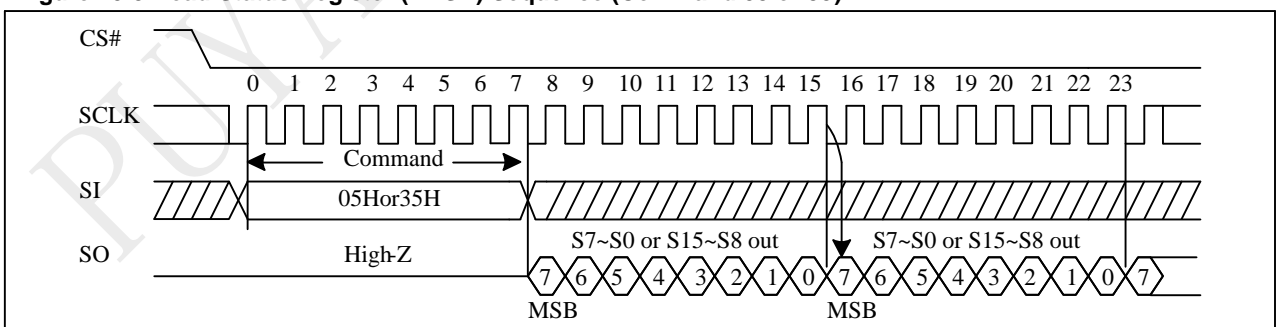 CS#
0 1 2 3 4 5 6 7 8 9 10 11 12 13 14 15 16 17 18 19 20 21 22 23
SCLK
Command
SI
05Hor35H
S7~S0 or S15~S8 out
S7~S0 or S15~S8 out
SO
High-Z
7 6 5 4 3 2 1 0 7 6 5 4 3 2 1 0 7
MSB
MSB